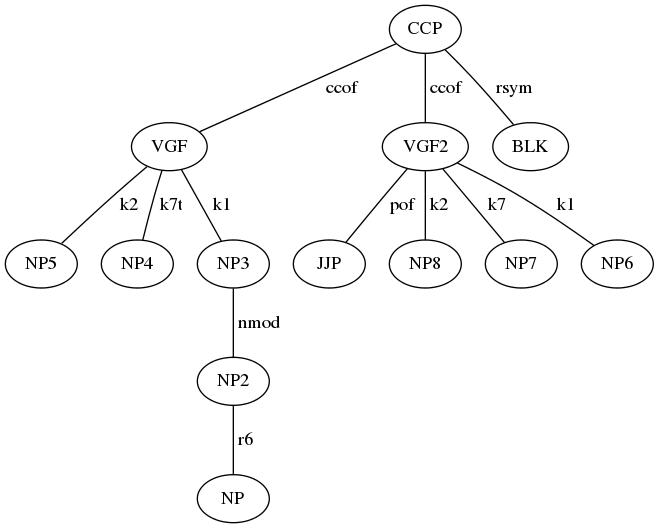 CCP
ccof ccof rsym
VGF VGF2 BLK
k2 k7t k1 pof k2 k7 k1
NP5 NP4 NP3 JJP NP8 NP7 NP6
nmod
NP2
r6
NP